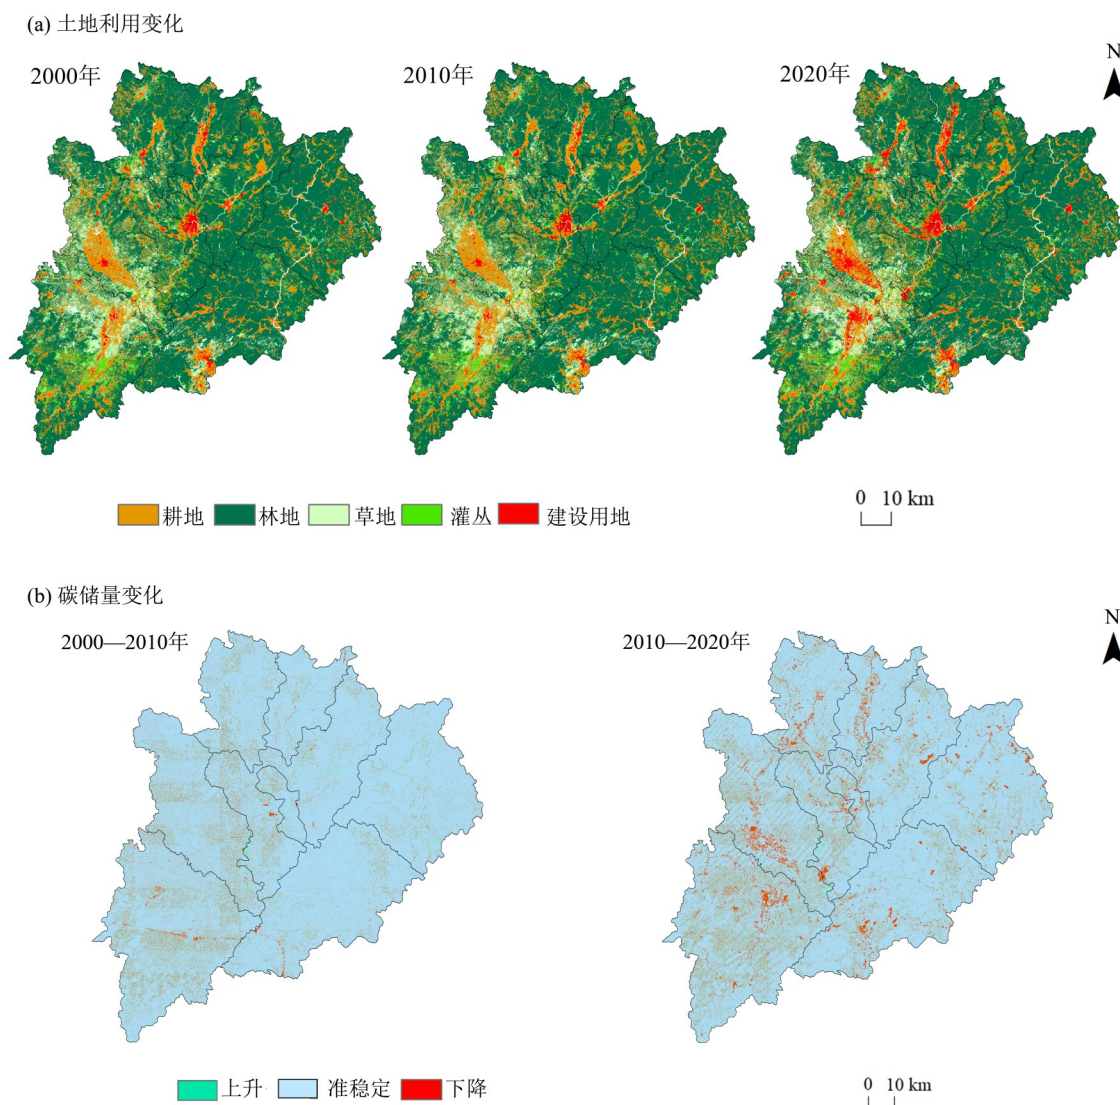 (a) 土地利用变化
N
2000年
2010年
2020年
耕地
林地
草地
灌丛
建设用地
0 10 km
(b) 碳储量变化
N
2000—2010年
2010—2020年
上升
准稳定
下降
0 10 km